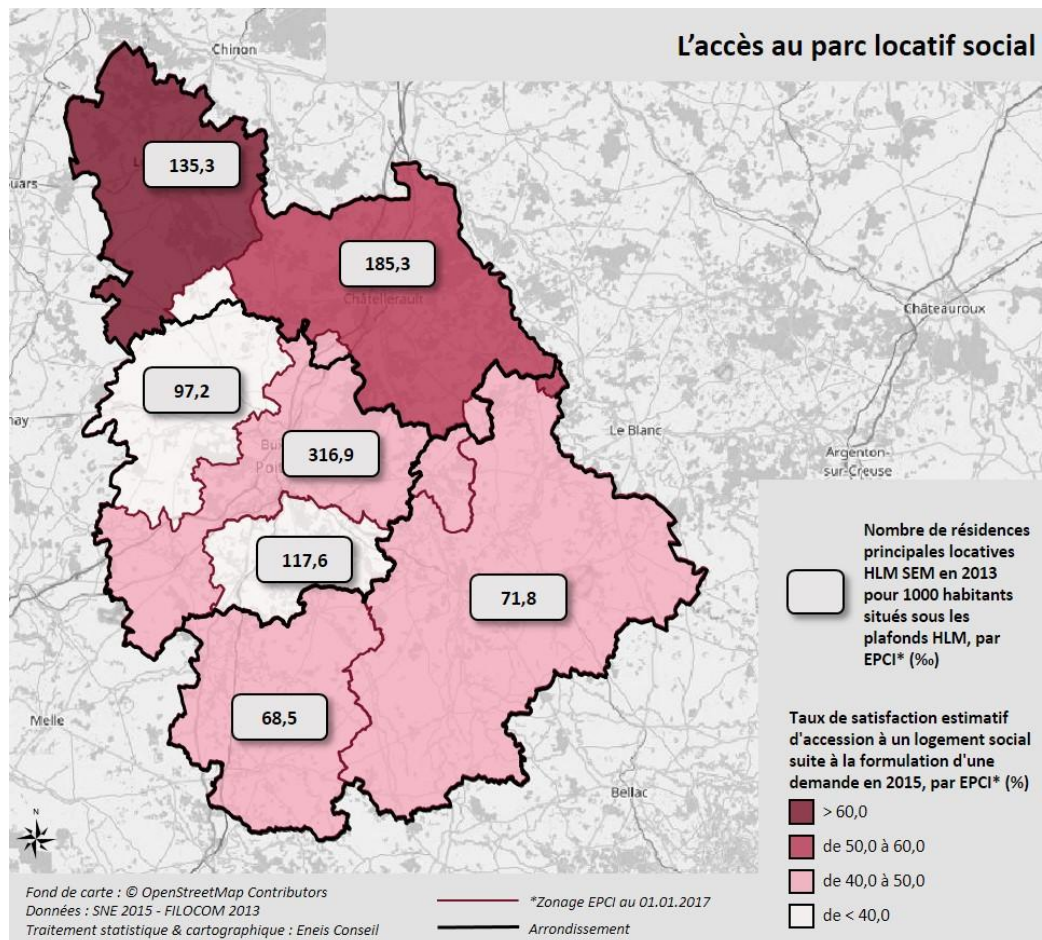 L'accès au parc locatif social
Chinon
135,3
185,3
Châtellerault
Châteauroux
97,2
Le Blanc
316,9
Argenton-
sur-Creuse
117,6
71,8
68,5
Melle
Bellac
Nombre de résidences
principales locatives
HLM SEM en 2013
pour 1000 habitants
situés sous les
plafonds HLM, par
EPCI* (‰)
Taux de satisfaction estimatif
d'accession à un logement social
suite à la formulation d'une
demande en 2015, par EPCI* (%)
> 60,0
de 50,0 à 60,0
de 40,0 à 50,0
de < 40,0
N
Fond de carte : © OpenStreetMap Contributors
Données : SNE 2015 - FILOCOM 2013
Traitement statistique & cartographique : Eneis Conseil
*Zonage EPCI au 01.01.2017
Arrondissement